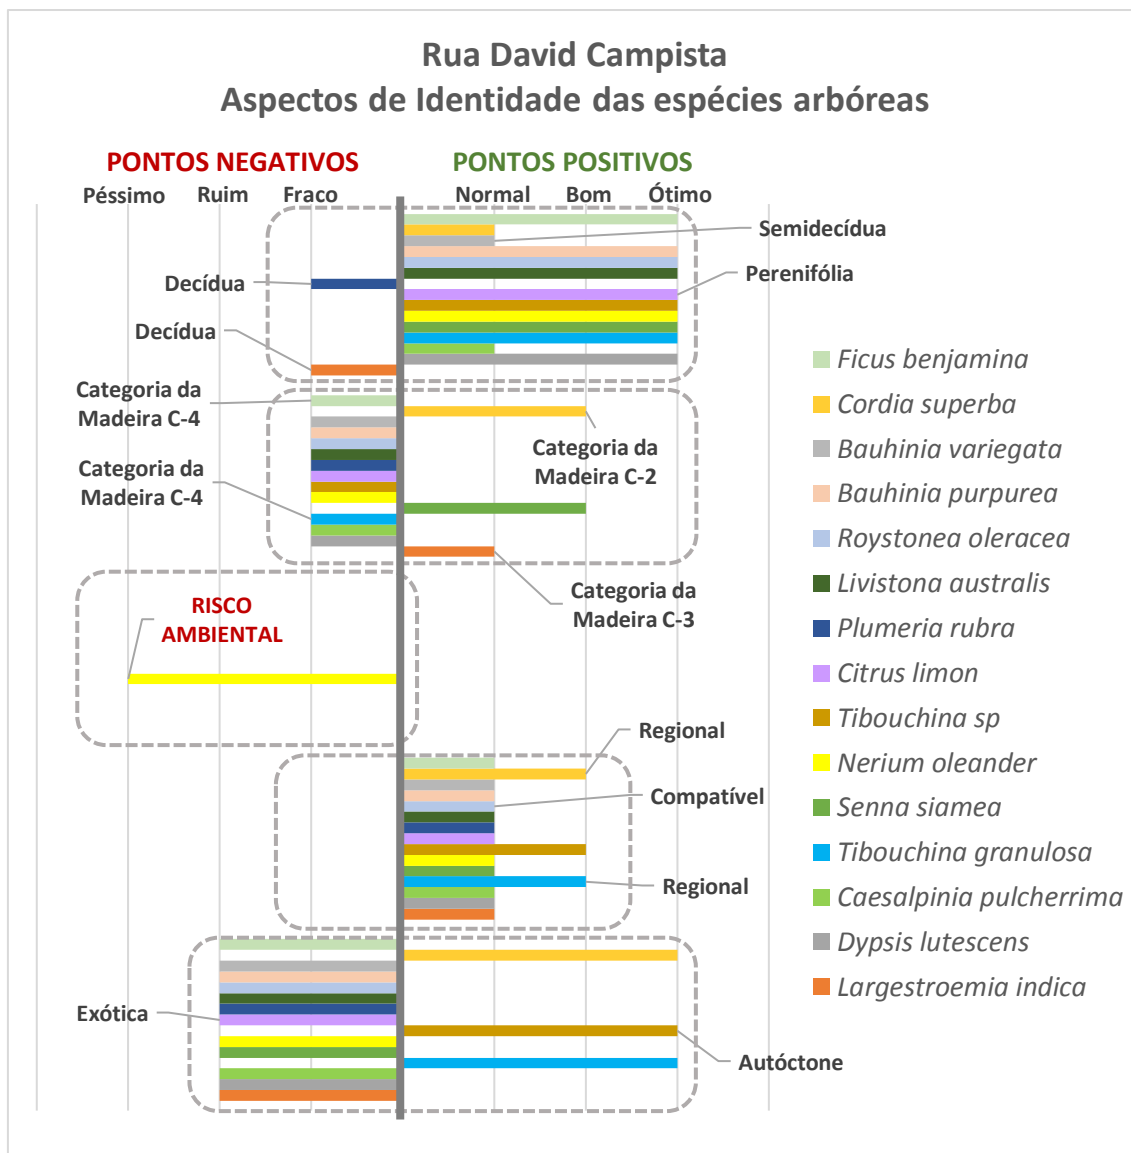 Rua David Campista
Aspectos de Identidade das espécies arbóreas
PONTOS NEGATIVOS
PONTOS POSITIVOS
Péssimo
Ruim
Fraco
Normal
Bom
Ótimo
Semidecídua
Perenifólia
Decídua
Decídua
Categoria da
Madeira C-4
Categoria da
Madeira C-2
Categoria da
Madeira C-4
Categoria da
Madeira C-3
RISCO
AMBIENTAL
Regional
Compatível
Regional
Exótica
Autóctone
Ficus benjamina
Cordia superba
Bauhinia variegata
Bauhinia purpurea
Roystonea oleracea
Livistona australis
Plumeria rubra
Citrus limon
Tibouchina sp
Nerium oleander
Senna siamea
Tibouchina granulosa
Caesalpinia pulcherrima
Dypsis lutescens
Largestroemia indica